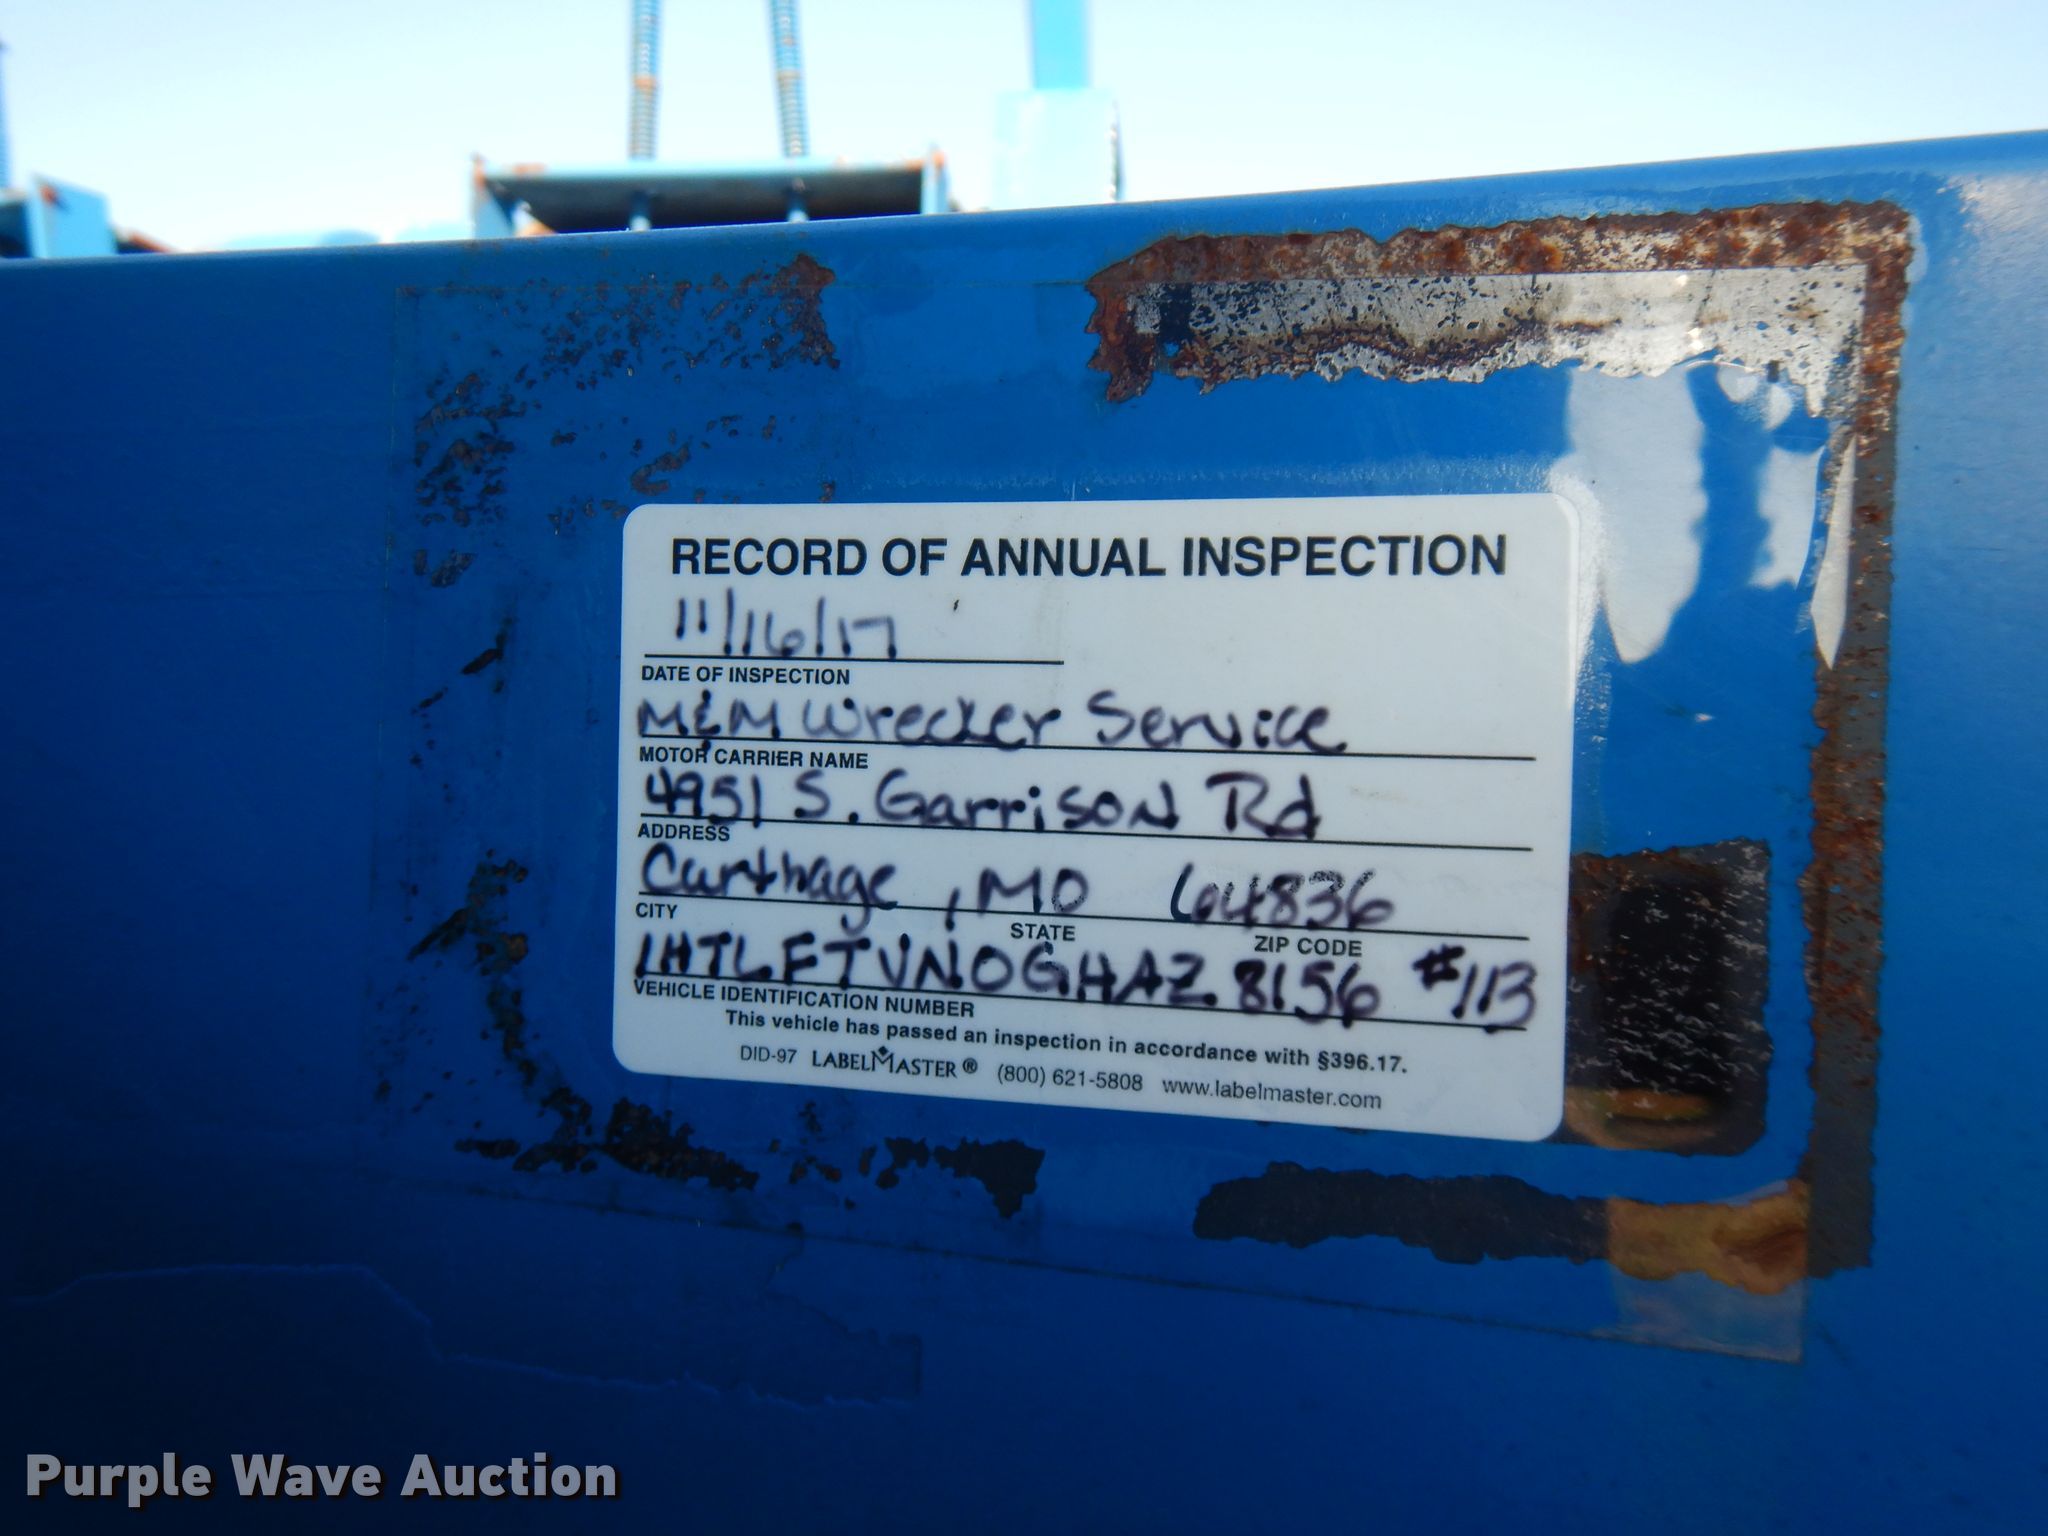 RECORD OF ANNUAL INSPECTION
11/16/17
DATE OF INSPECTION
M&M Wrecker Service
MOTOR CARRIER NAME
4951 S. Garrison Rd
ADDRESS
Carthage, MO 64836
CITY STATE ZIP CODE
1HTLFTVN0GHAZ8156 #113
VEHICLE IDENTIFICATION NUMBER
This vehicle has passed an inspection in accordance with §396.17.
DID-97 LABELMASTER® (800) 621-5808 www.labelmaster.com
Purple Wave Auction